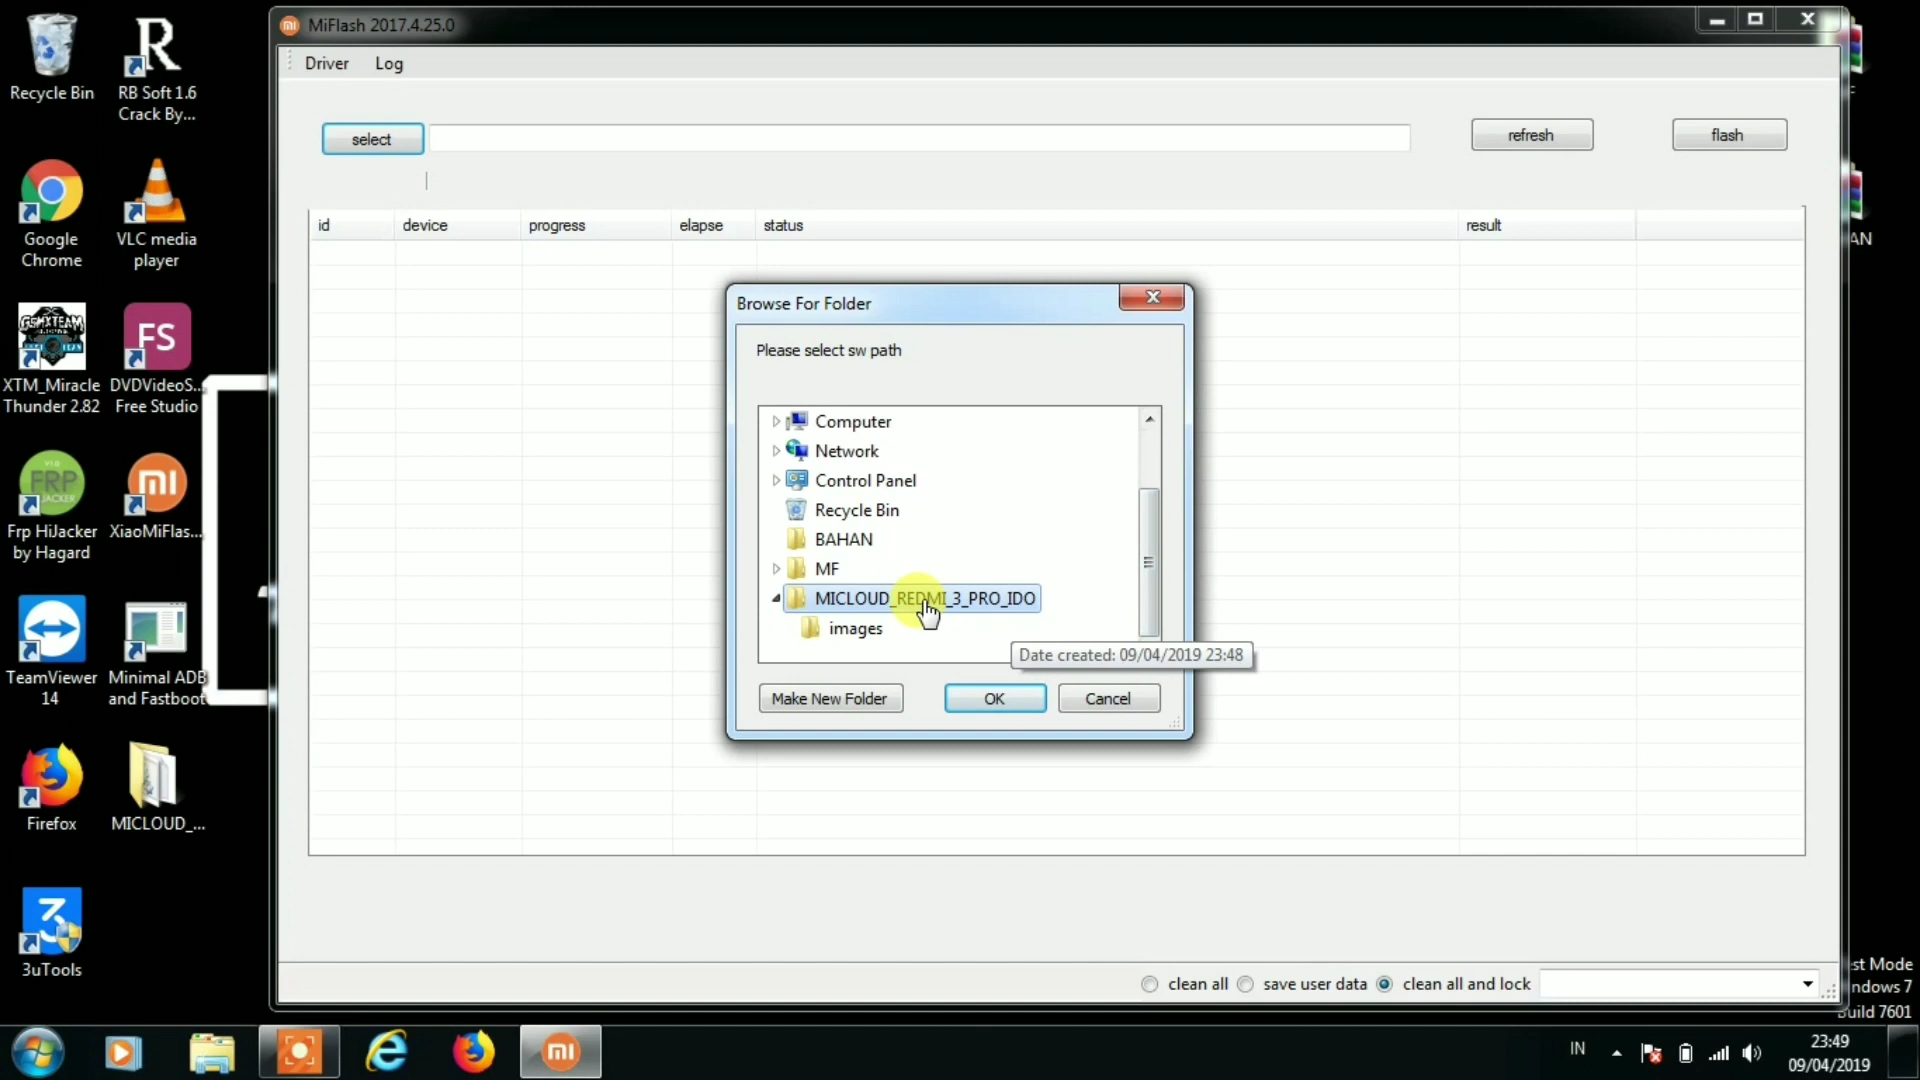 MiFlash 2017.4.25.0
Driver
Log
select
refresh
flash
id
device
progress
elapse
status
result
Browse For Folder
Please select sw path
Computer
Network
Control Panel
Recycle Bin
BAHAN
MF
MICLOUD_REDMI_3_PRO_IDO
images
Date created: 09/04/2019 23:48
Make New Folder
OK
Cancel
clean all
save user data
clean all and lock
Recycle Bin
RB Soft 1.6
Crack By...
Google
Chrome
VLC media
player
XTM_Miracle
Thunder 2.82
FS
DVDVideoS...
Free Studio
FRP
Frp HiJacker
by Hagard
XiaoMiFlas...
TeamViewer
14
Minimal ADB
and Fastboot
Firefox
MICLOUD_...
3uTools
AN
st Mode
ndows 7
uild 7601
IN
23:49
09/04/2019